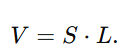 V = S · L.